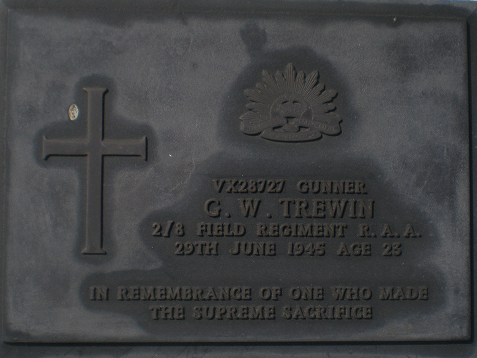 VX28727 GUNNER
G. W. TREWIN
2/8 FIELD REGIMENT R.A.A.
29TH JUNE 1945 AGE 23
IN REMEMBRANCE OF ONE WHO MADE
THE SUPREME SACRIFICE